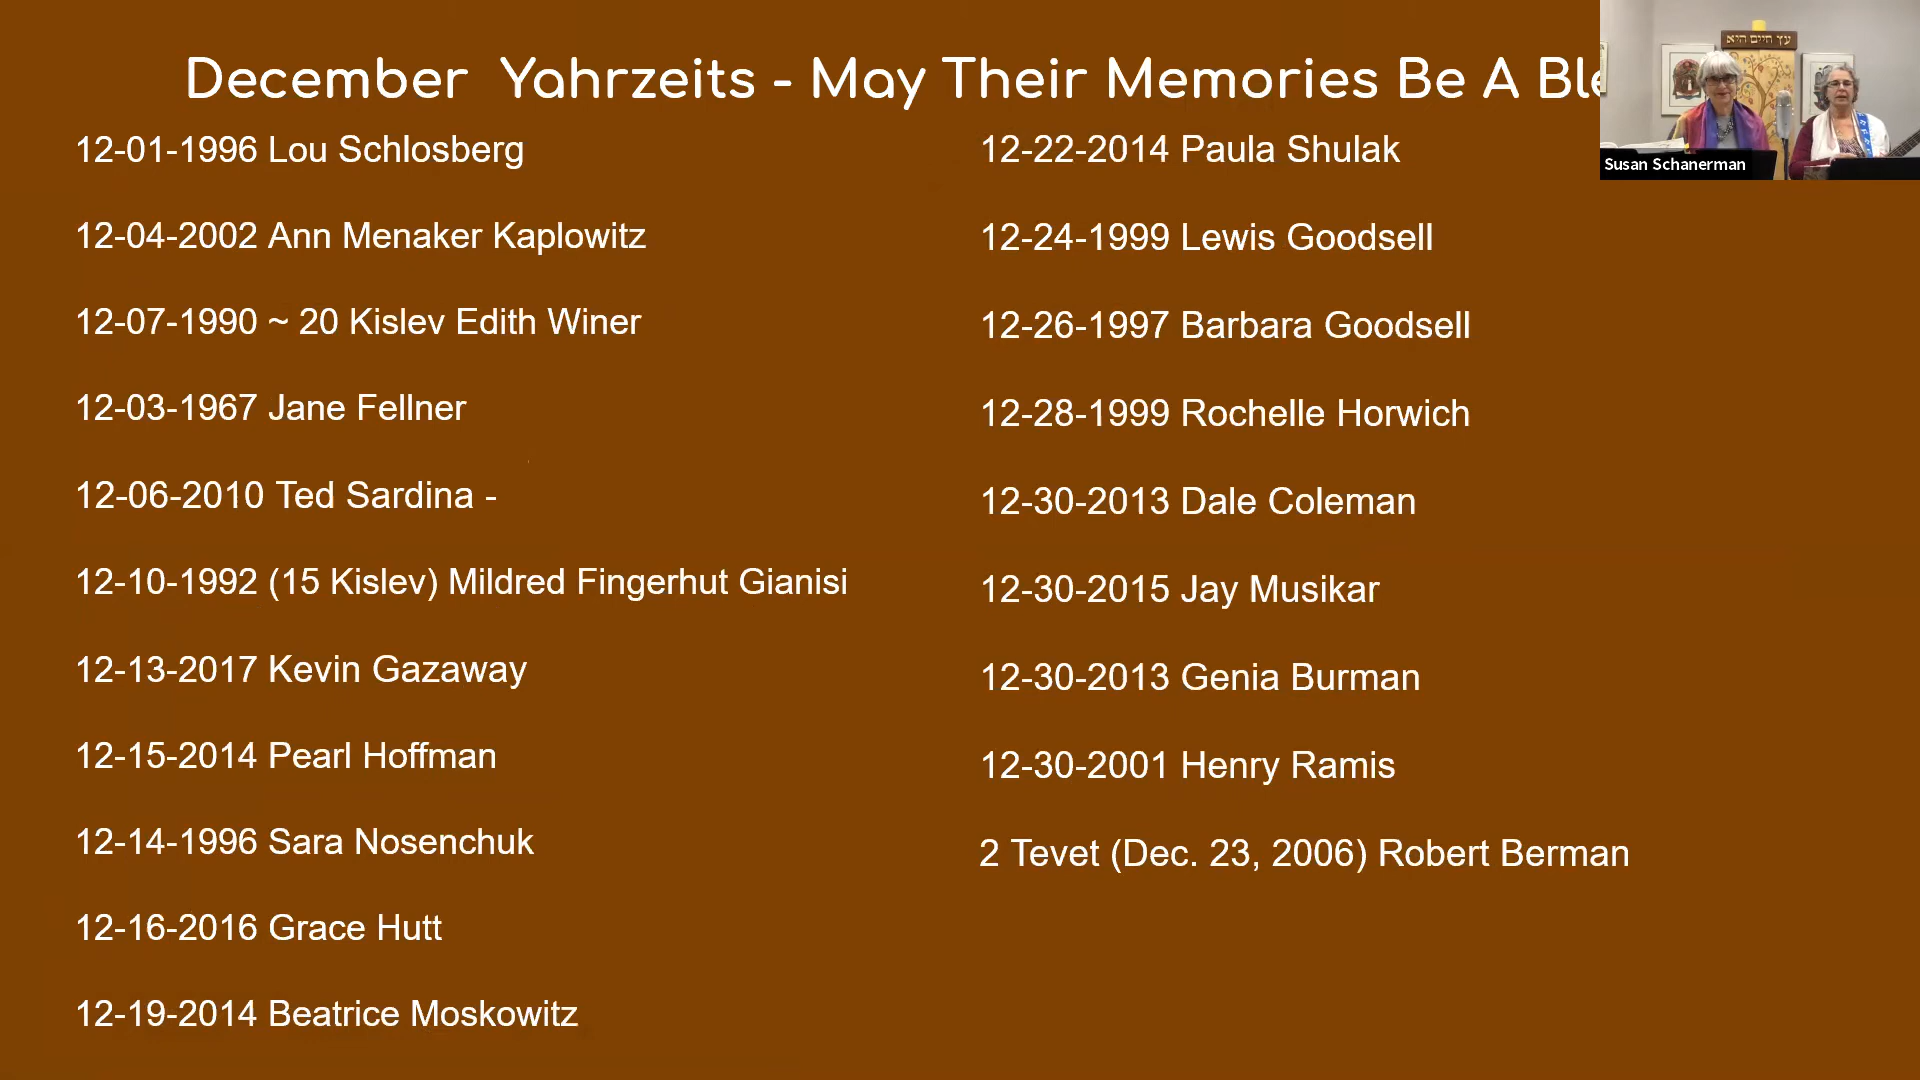 December Yahrzeits - May Their Memories Be A
12-01-1996 Lou Schlosberg
12-04-2002 Ann Menaker Kaplowitz
12-07-1990 ~ 20 Kislev Edith Winer
12-03-1967 Jane Fellner
12-06-2010 Ted Sardina -
12-10-1992 (15 Kislev) Mildred Fingerhut Gianisi
12-13-2017 Kevin Gazaway
12-15-2014 Pearl Hoffman
12-14-1996 Sara Nosenchuk
12-16-2016 Grace Hutt
12-19-2014 Beatrice Moskowitz
12-22-2014 Paula Shulak
12-24-1999 Lewis Goodsell
12-26-1997 Barbara Goodsell
12-28-1999 Rochelle Horwich
12-30-2013 Dale Coleman
12-30-2015 Jay Musikar
12-30-2013 Genia Burman
12-30-2001 Henry Ramis
2 Tevet (Dec. 23, 2006) Robert Berman
עץ חיים היא
Susan Schanerman